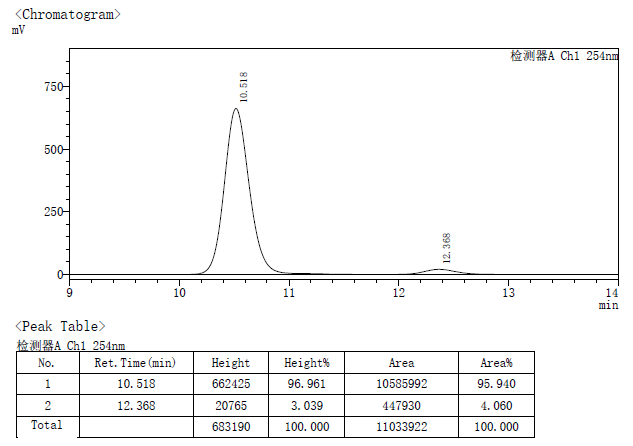 <Chromatogram>
mV
检测器A Ch1 254nm
750
500
250
0
10.518
12.368
9 10 11 12 13 14
min
<Peak Table>
检测器A Ch1 254nm
No. Ret.Time(min) Height Height% Area Area%
1 10.518 662425 96.961 10585992 95.940
2 12.368 20765 3.039 447930 4.060
Total 683190 100.000 11033922 100.000